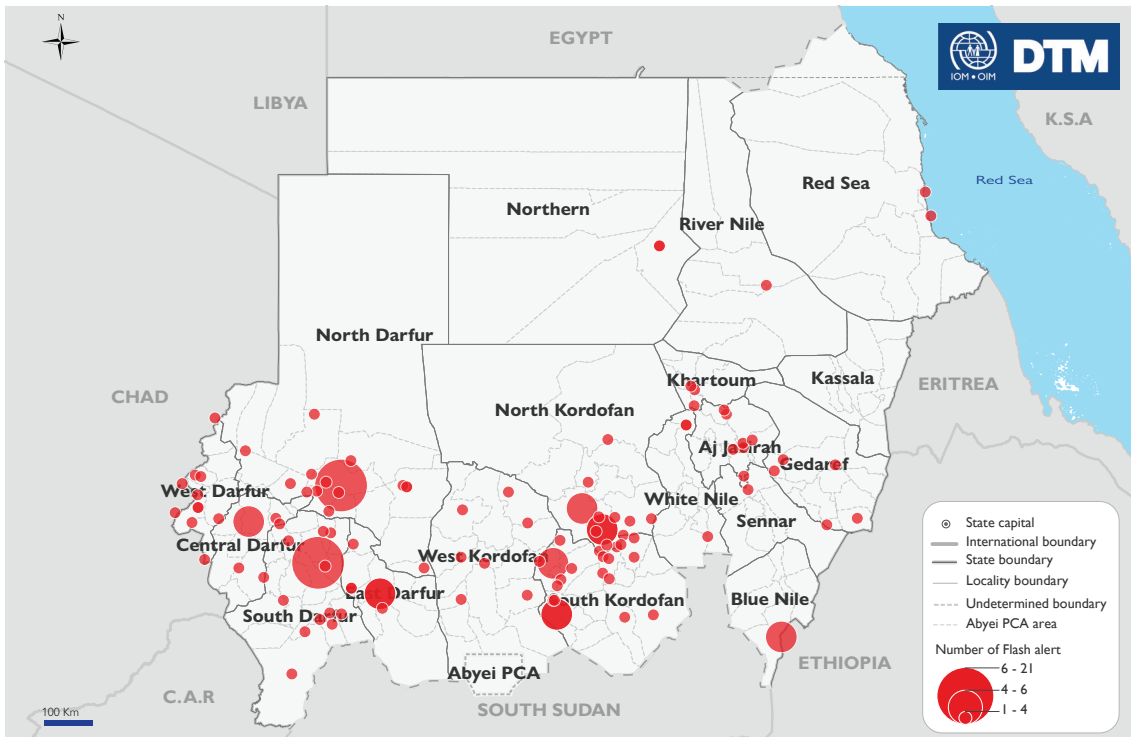 N
EGYPT
IOM • OIM
DTM
LIBYA
K.S.A
Red Sea
Red Sea
Northern
River Nile
North Darfur
CHAD
Khartoum
Kassala
ERITREA
North Kordofan
Aj Jazirah
Gedaref
West Darfur
White Nile
Sennar
Central Darfur
West Kordofan
East Darfur
South Kordofan
Blue Nile
South Darfur
Abyei PCA
ETHIOPIA
C.A.R
SOUTH SUDAN
100 Km
State capital
International boundary
State boundary
Locality boundary
Undetermined boundary
Abyei PCA area
Number of Flash alert
6 - 21
4 - 6
1 - 4